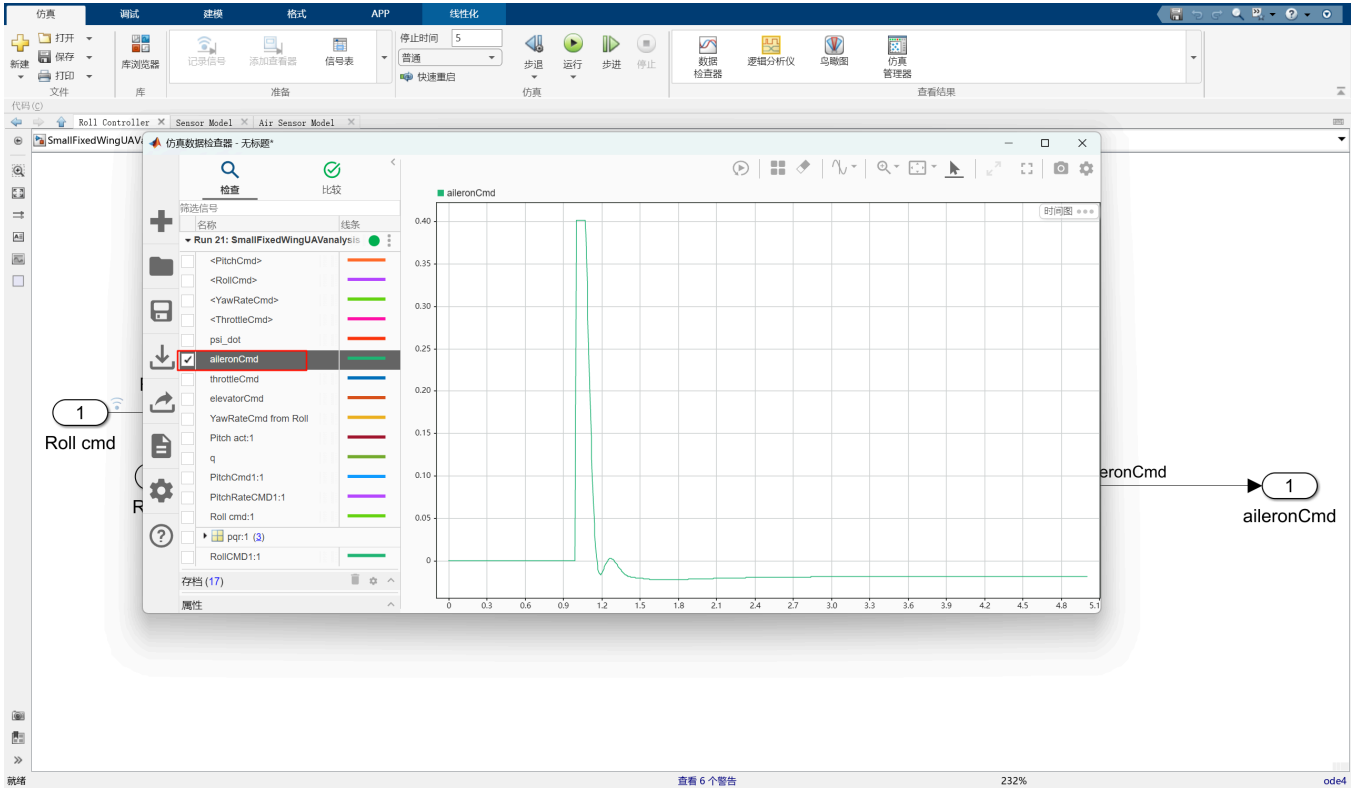 仿真 调试 建模 格式 APP 线性化
新建
打开
保存
打印
文件
库浏览器
库
记录信号
添加查看器
信号表
准备
停止时间 5
普通
快速重启
步退
运行
步进
停止
仿真
数据
检查器
逻辑分析仪
鸟瞰图
仿真
管理器
查看结果
代码(C)
Roll Controller Sensor Model Air Sensor Model
SmallFixedWingUAV
仿真数据检查器 - 无标题*
检查
比较
筛选信号
名称 线条
Run 21: SmallFixedWingUAVanalysis
<PitchCmd>
<RollCmd>
<YawRateCmd>
<ThrottleCmd>
psi_dot
aileronCmd
throttleCmd
elevatorCmd
YawRateCmd from Roll
Pitch act:1
q
PitchCmd1:1
PitchRateCMD1:1
Roll cmd:1
pqr:1 (3)
RollCMD1:1
存档 (17)
属性
aileronCmd
时间图
0.40
0.35
0.30
0.25
0.20
0.15
0.10
0.05
0
0 0.3 0.6 0.9 1.2 1.5 1.8 2.1 2.4 2.7 3.0 3.3 3.6 3.9 4.2 4.5 4.8 5.1
1
Roll cmd
eronCmd
1
aileronCmd
就绪
查看 6 个警告
232%
ode4